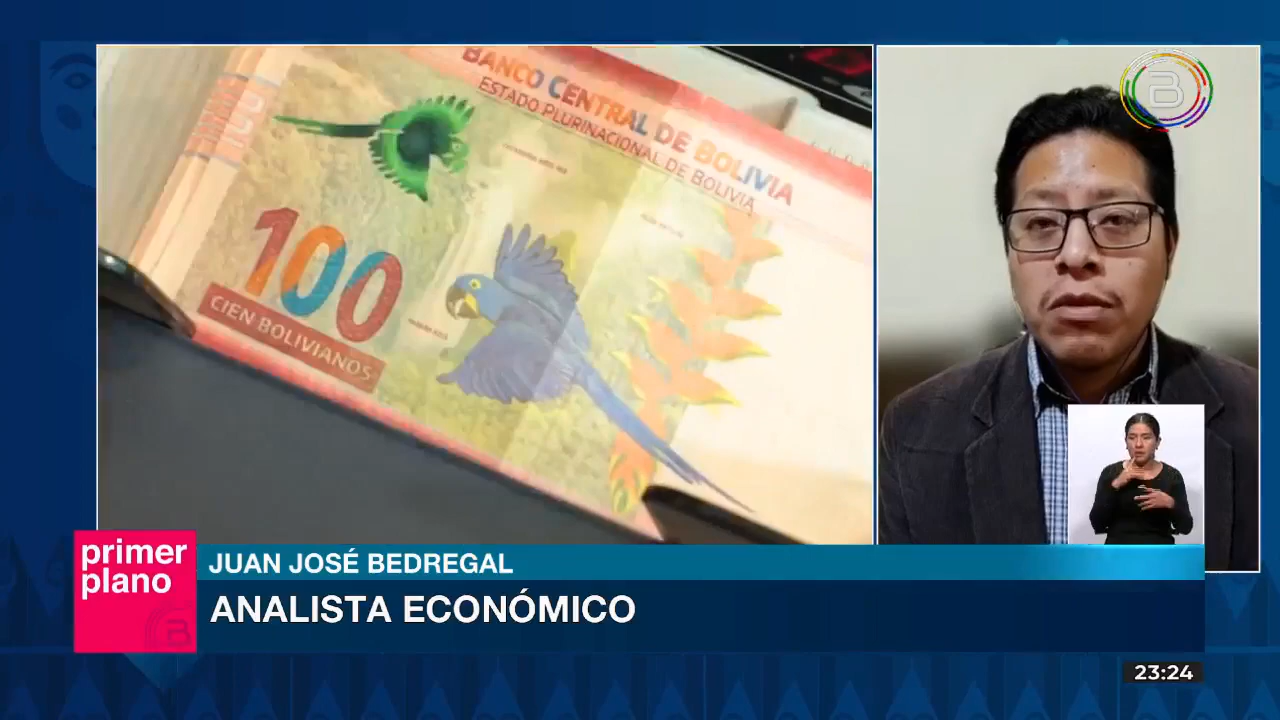 BANCO CENTRAL DE BOLIVIA
ESTADO PLURINACIONAL DE BOLIVIA
100
100
CIEN BOLIVIANOS
B
primer
plano
JUAN JOSÉ BEDREGAL
ANALISTA ECONÓMICO
B
23:24